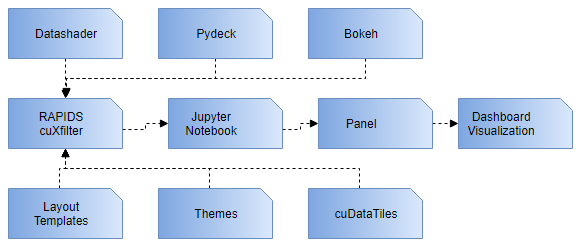 Datashader
Pydeck
Bokeh
RAPIDS
cuXfilter
Jupyter
Notebook
Panel
Dashboard
Visualization
Layout
Templates
Themes
cuDataTiles